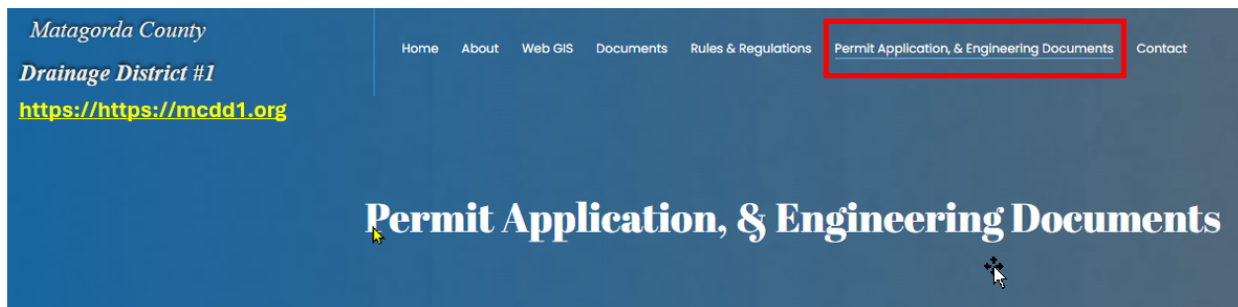 Matagorda County
Drainage District #1
https://https://mcdd1.org
Home About Web GIS Documents Rules & Regulations Permit Application, & Engineering Documents Contact
Permit Application, & Engineering Documents